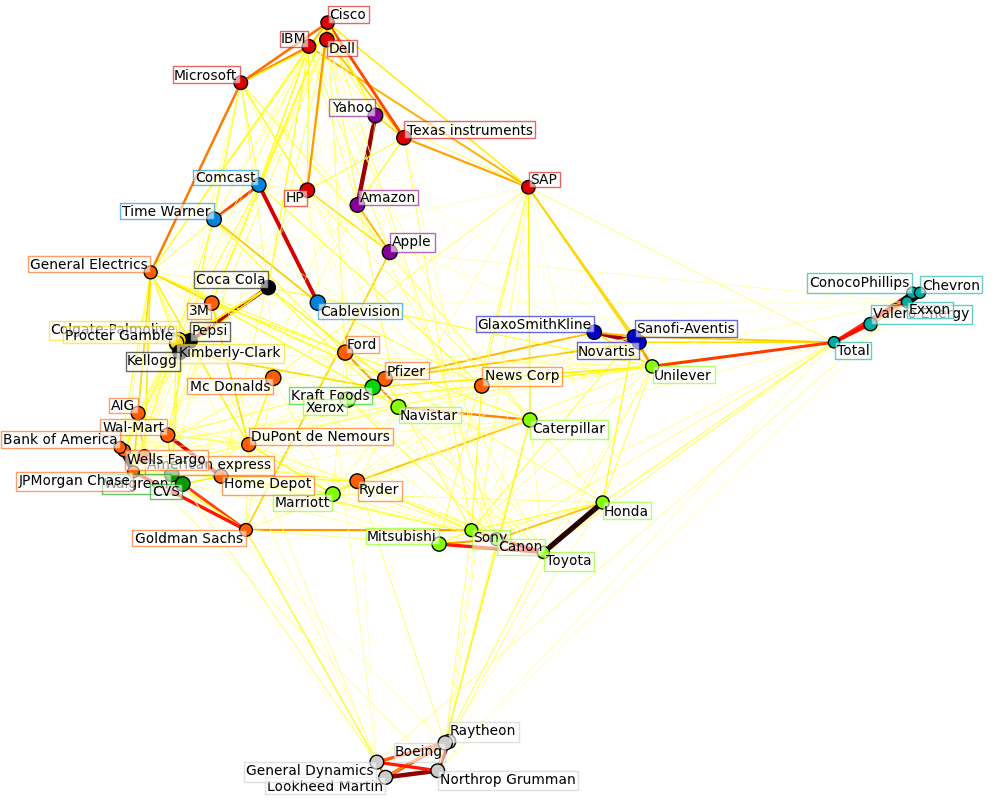 Cisco
IBM
Dell
Microsoft
Yahoo
Texas instruments
Comcast
SAP
HP
Amazon
Time Warner
Apple
General Electrics
Coca Cola
ConocoPhillips
Chevron
3M
Cablevision
Exxon
Valero Energy
GlaxoSmithKline
Sanofi-Aventis
Colgate-Palmolive
Pepsi
Procter Gamble
Ford
Novartis
Total
Kellogg
Kimberly-Clark
Pfizer
News Corp
Unilever
Mc Donalds
Kraft Foods
Xerox
AIG
Navistar
Wal-Mart
Caterpillar
Bank of America
DuPont de Nemours
Wells Fargo
American express
JPMorgan Chase
Walgreen
Home Depot
CVS
Ryder
Marriott
Honda
Goldman Sachs
Mitsubishi
Sony
Canon
Toyota
Raytheon
Boeing
General Dynamics
Northrop Grumman
Lookheed Martin